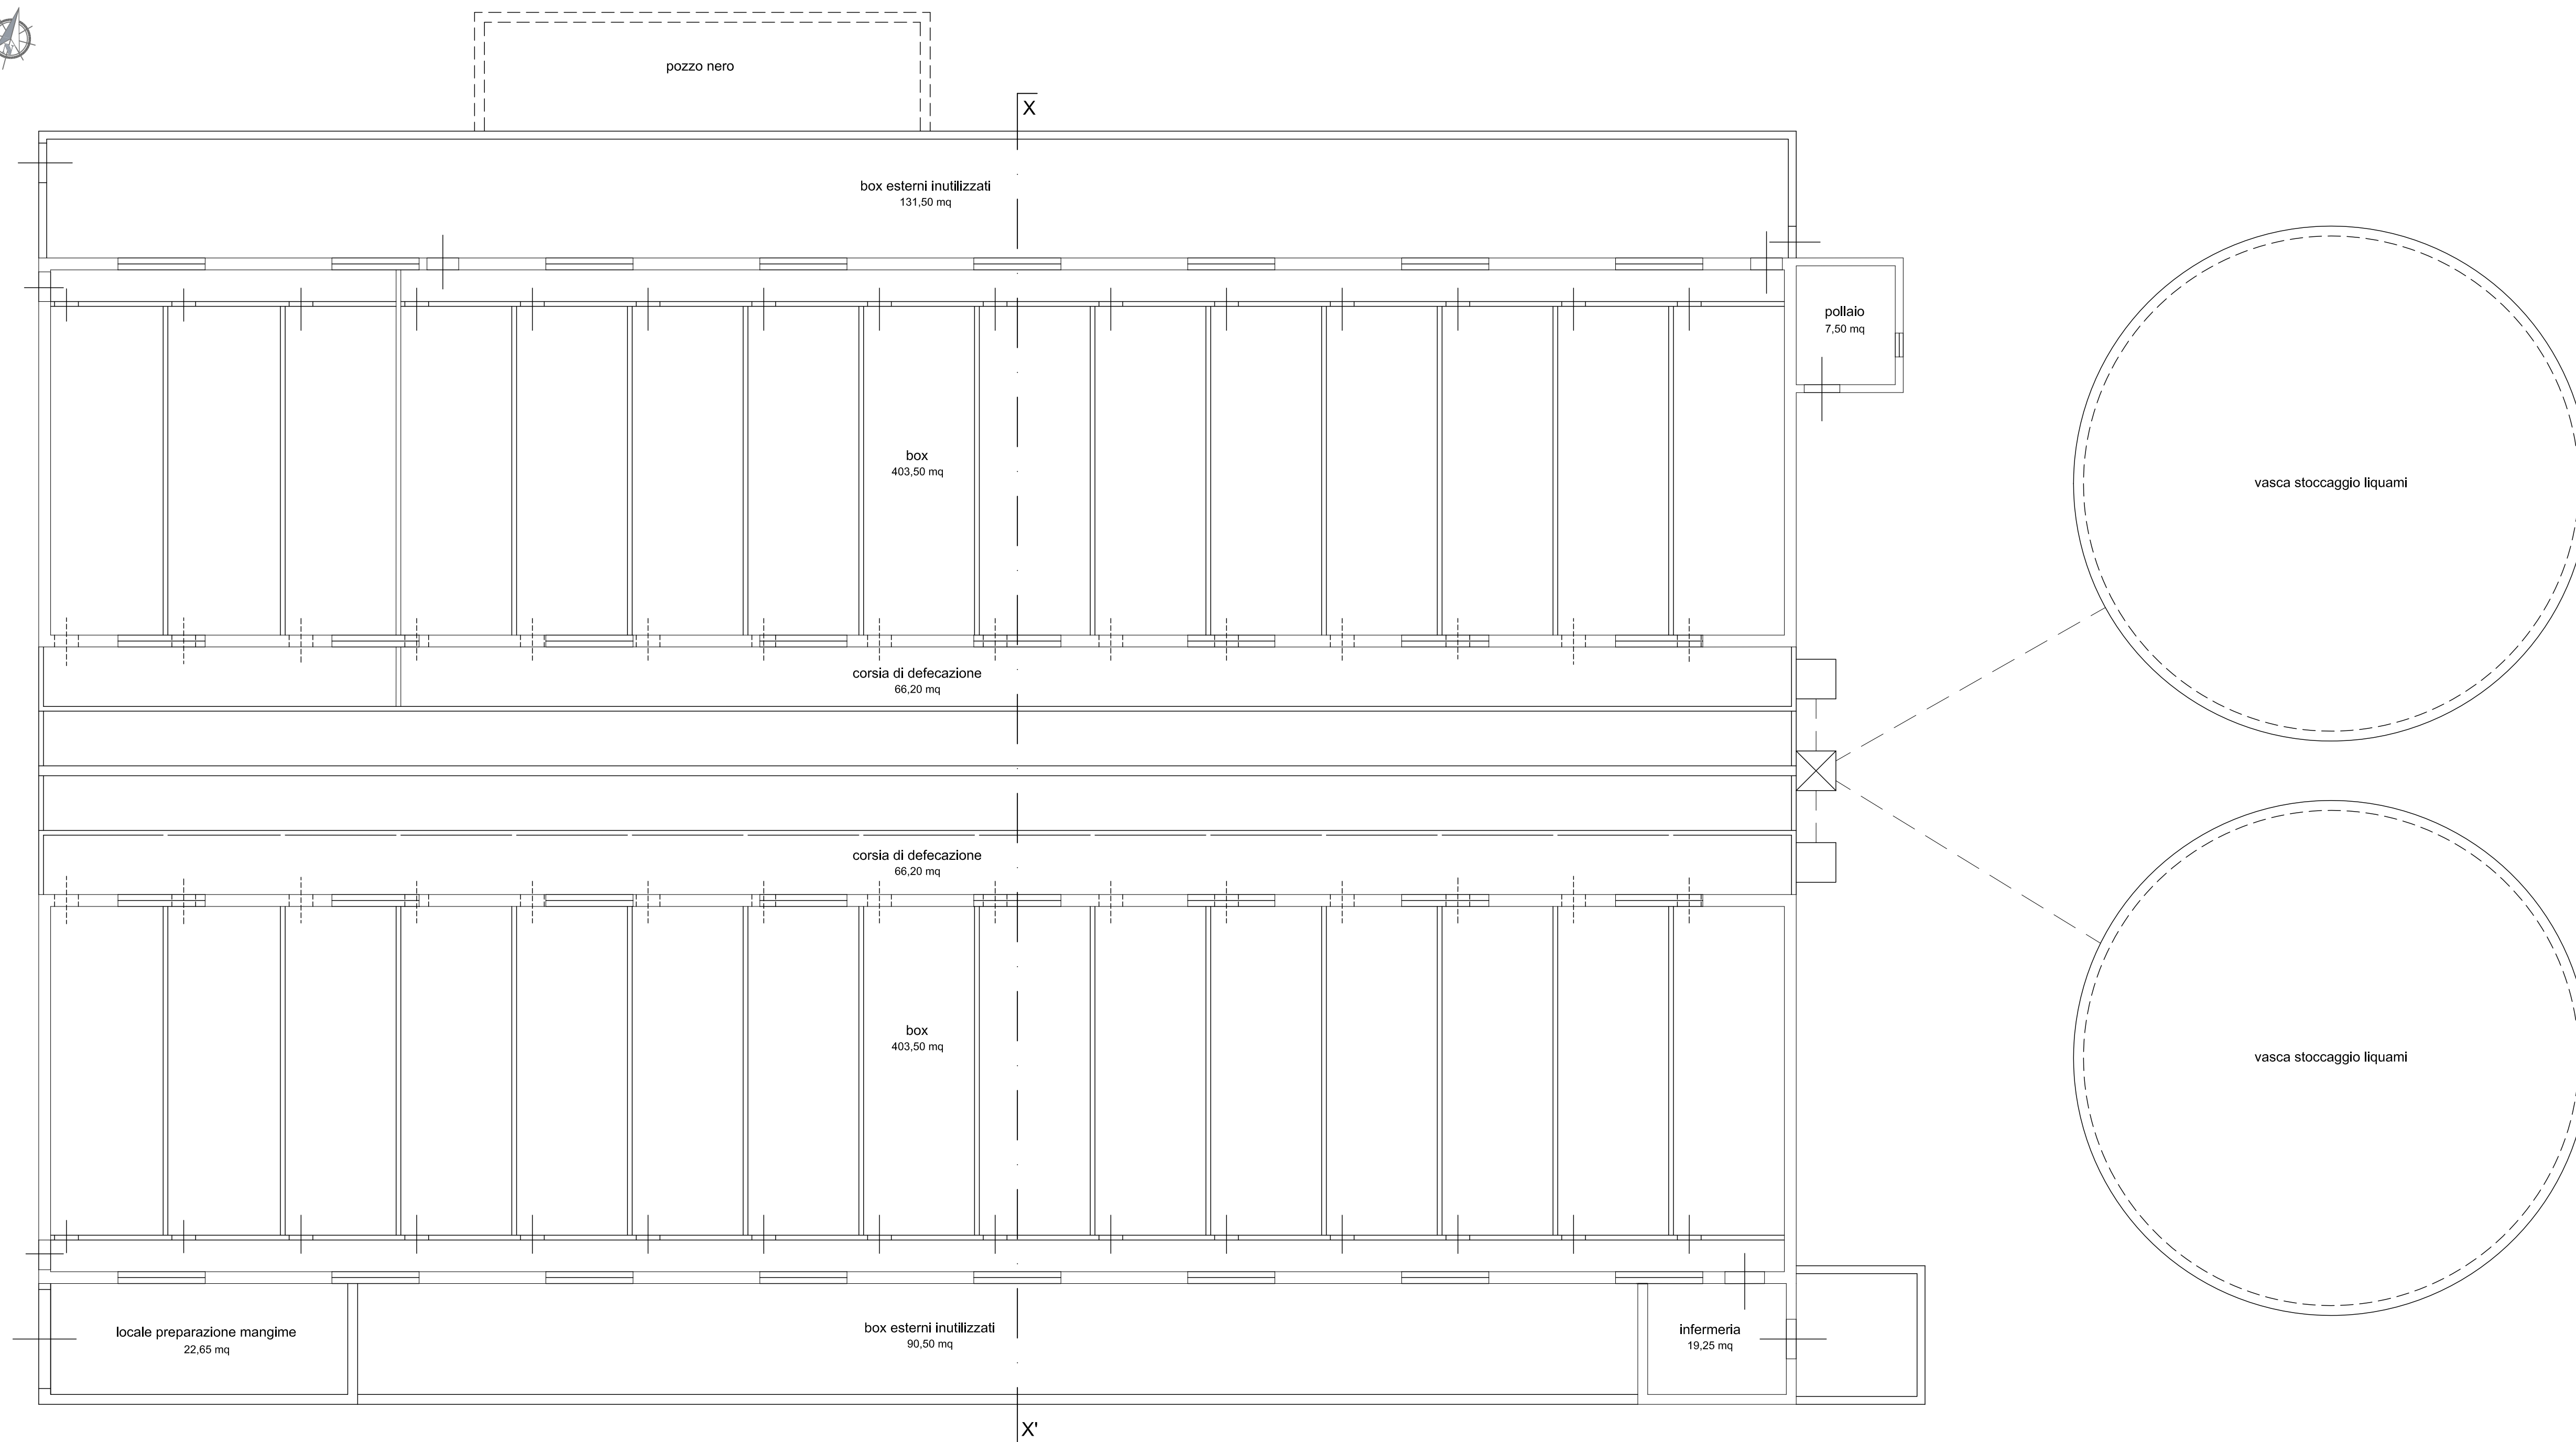 pozzo nero
X
box esterni inutilizzati
131,50 mq
pollaio
7,50 mq
box
403,50 mq
vasca stoccaggio liquami
corsia di defecazione
66,20 mq
corsia di defecazione
66,20 mq
box
403,50 mq
vasca stoccaggio liquami
locale preparazione mangime
22,65 mq
box esterni inutilizzati
90,50 mq
infermeria
19,25 mq
X'